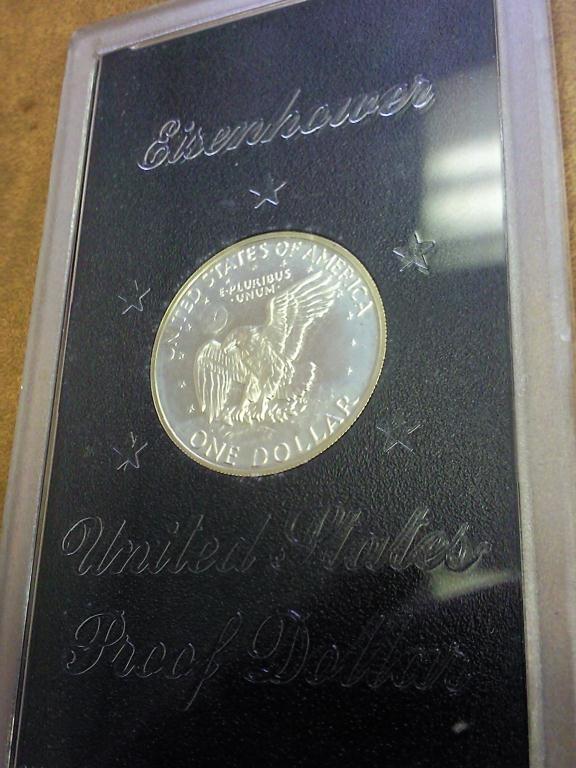 Eisenhower
UNITED STATES OF AMERICA
E·PLURIBUS
·UNUM·
ONE DOLLAR
United States
Proof Dollar